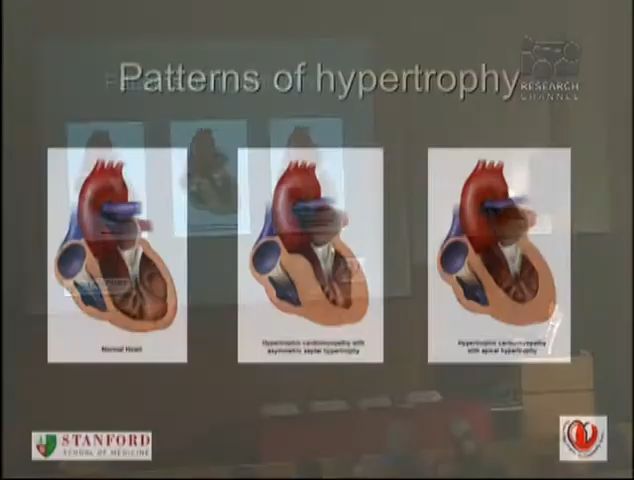 Patterns of hypertrophy
RESEARCH
CHANNEL
Normal Heart
Hypertrophic cardiomyopathy with
asymmetric septal hypertrophy
Hypertrophic cardiomyopathy
with apical hypertrophy
STANFORD
SCHOOL OF MEDICINE